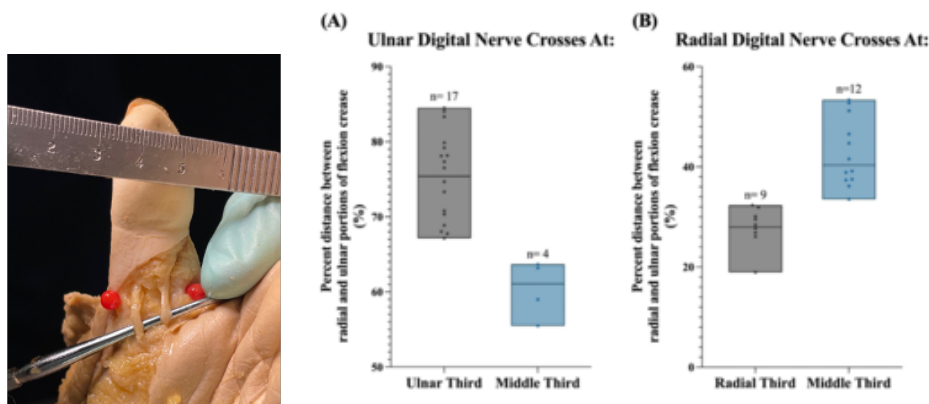 2 3 4 5
(A)
Ulnar Digital Nerve Crosses At:
Percent distance between
radial and ulnar portions of flexion crease
(%)
90
80
70
60
50
n= 17
n= 4
Ulnar Third Middle Third
(B)
Radial Digital Nerve Crosses At:
Percent distance between
radial and ulnar portions of flexion crease
(%)
60
40
20
0
n= 9
n=12
Radial Third Middle Third